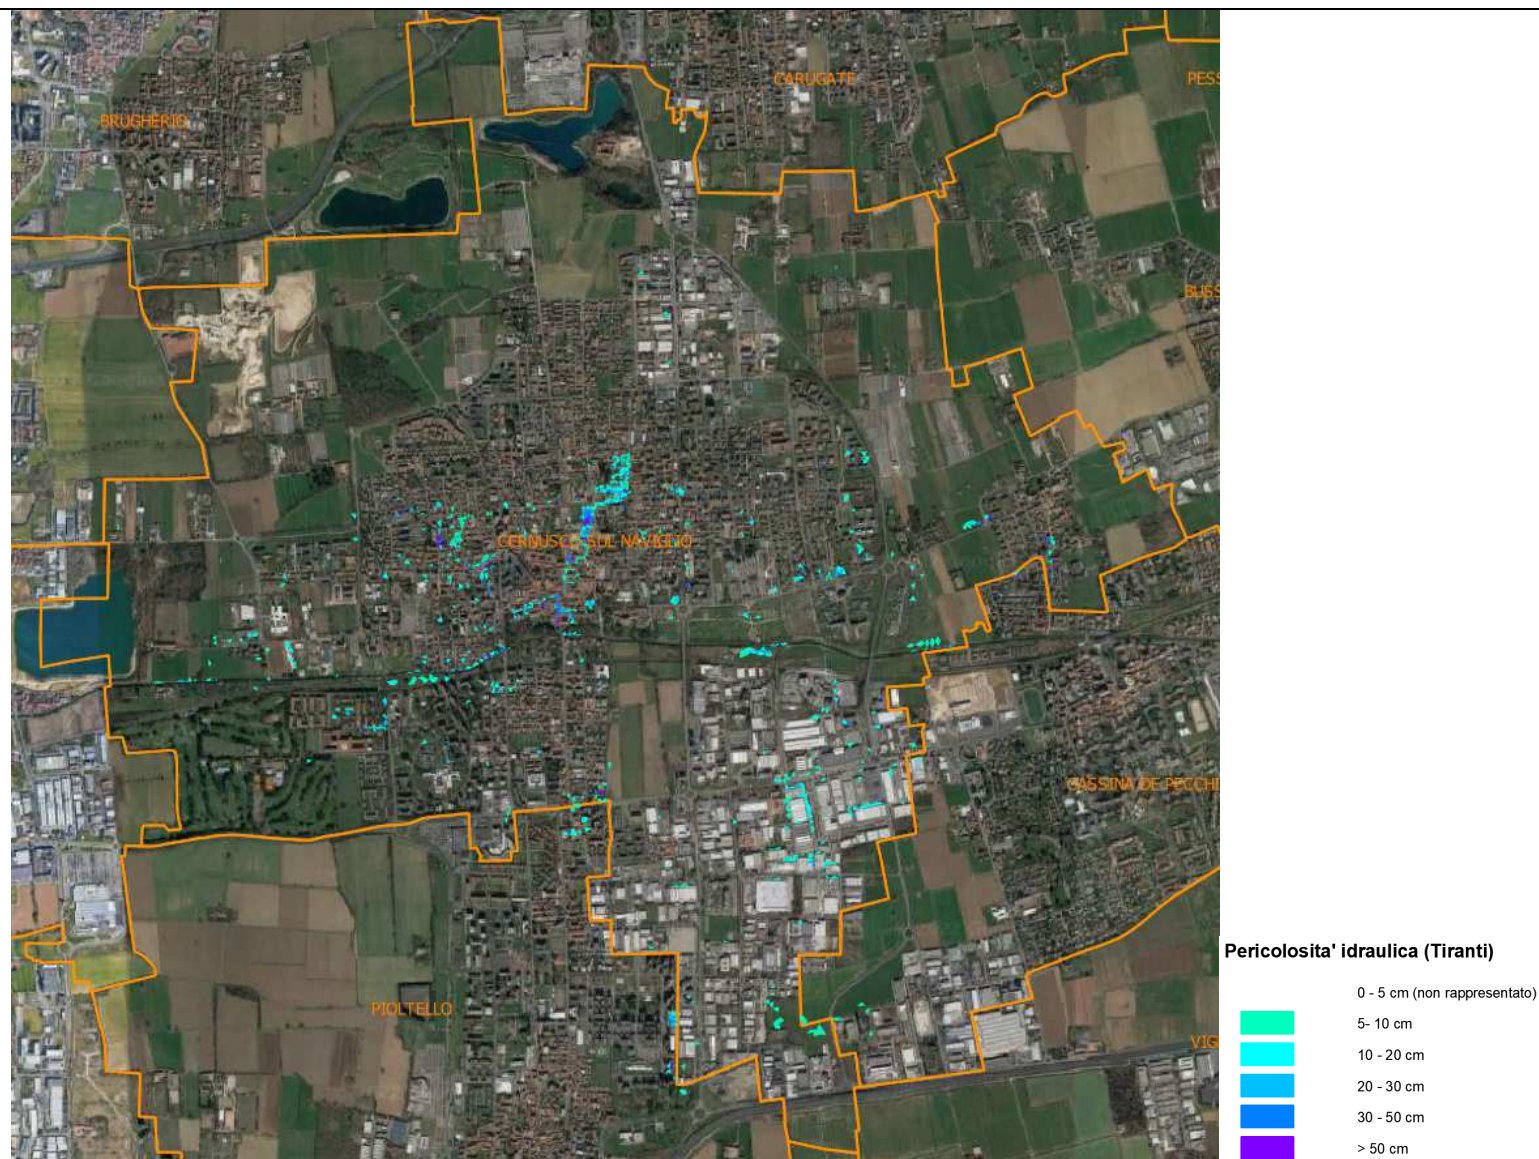 CARUGATE
PESS
BRUGHERIO
BUSS
CERNUSCO SUL NAVIGLIO
CASSINA DE PECCHI
PIOLTELLO
VIG
Pericolosita' idraulica (Tiranti)
0 - 5 cm (non rappresentato)
5- 10 cm
10 - 20 cm
20 - 30 cm
30 - 50 cm
> 50 cm